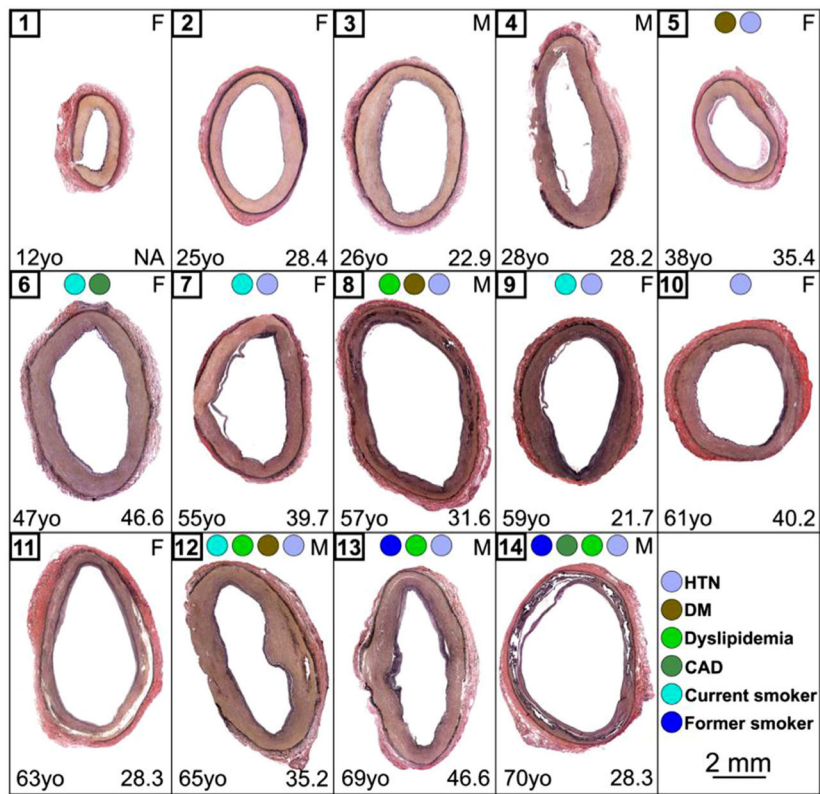 1 F
12yo NA
2 F
25yo 28.4
3 M
26yo 22.9
4 M
28yo 28.2
5 F
38yo 35.4
6 F
47yo 46.6
7 F
55yo 39.7
8 M
57yo 31.6
9 F
59yo 21.7
10 F
61yo 40.2
11 F
63yo 28.3
12 M
65yo 35.2
13 M
69yo 46.6
14 M
70yo 28.3
HTN
DM
Dyslipidemia
CAD
Current smoker
Former smoker
2 mm